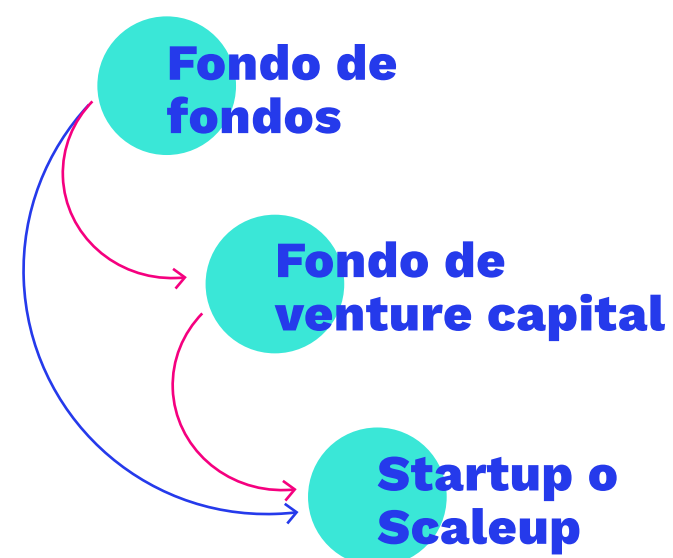 Fondo de
fondos
Fondo de
venture capital
Startup o
Scaleup